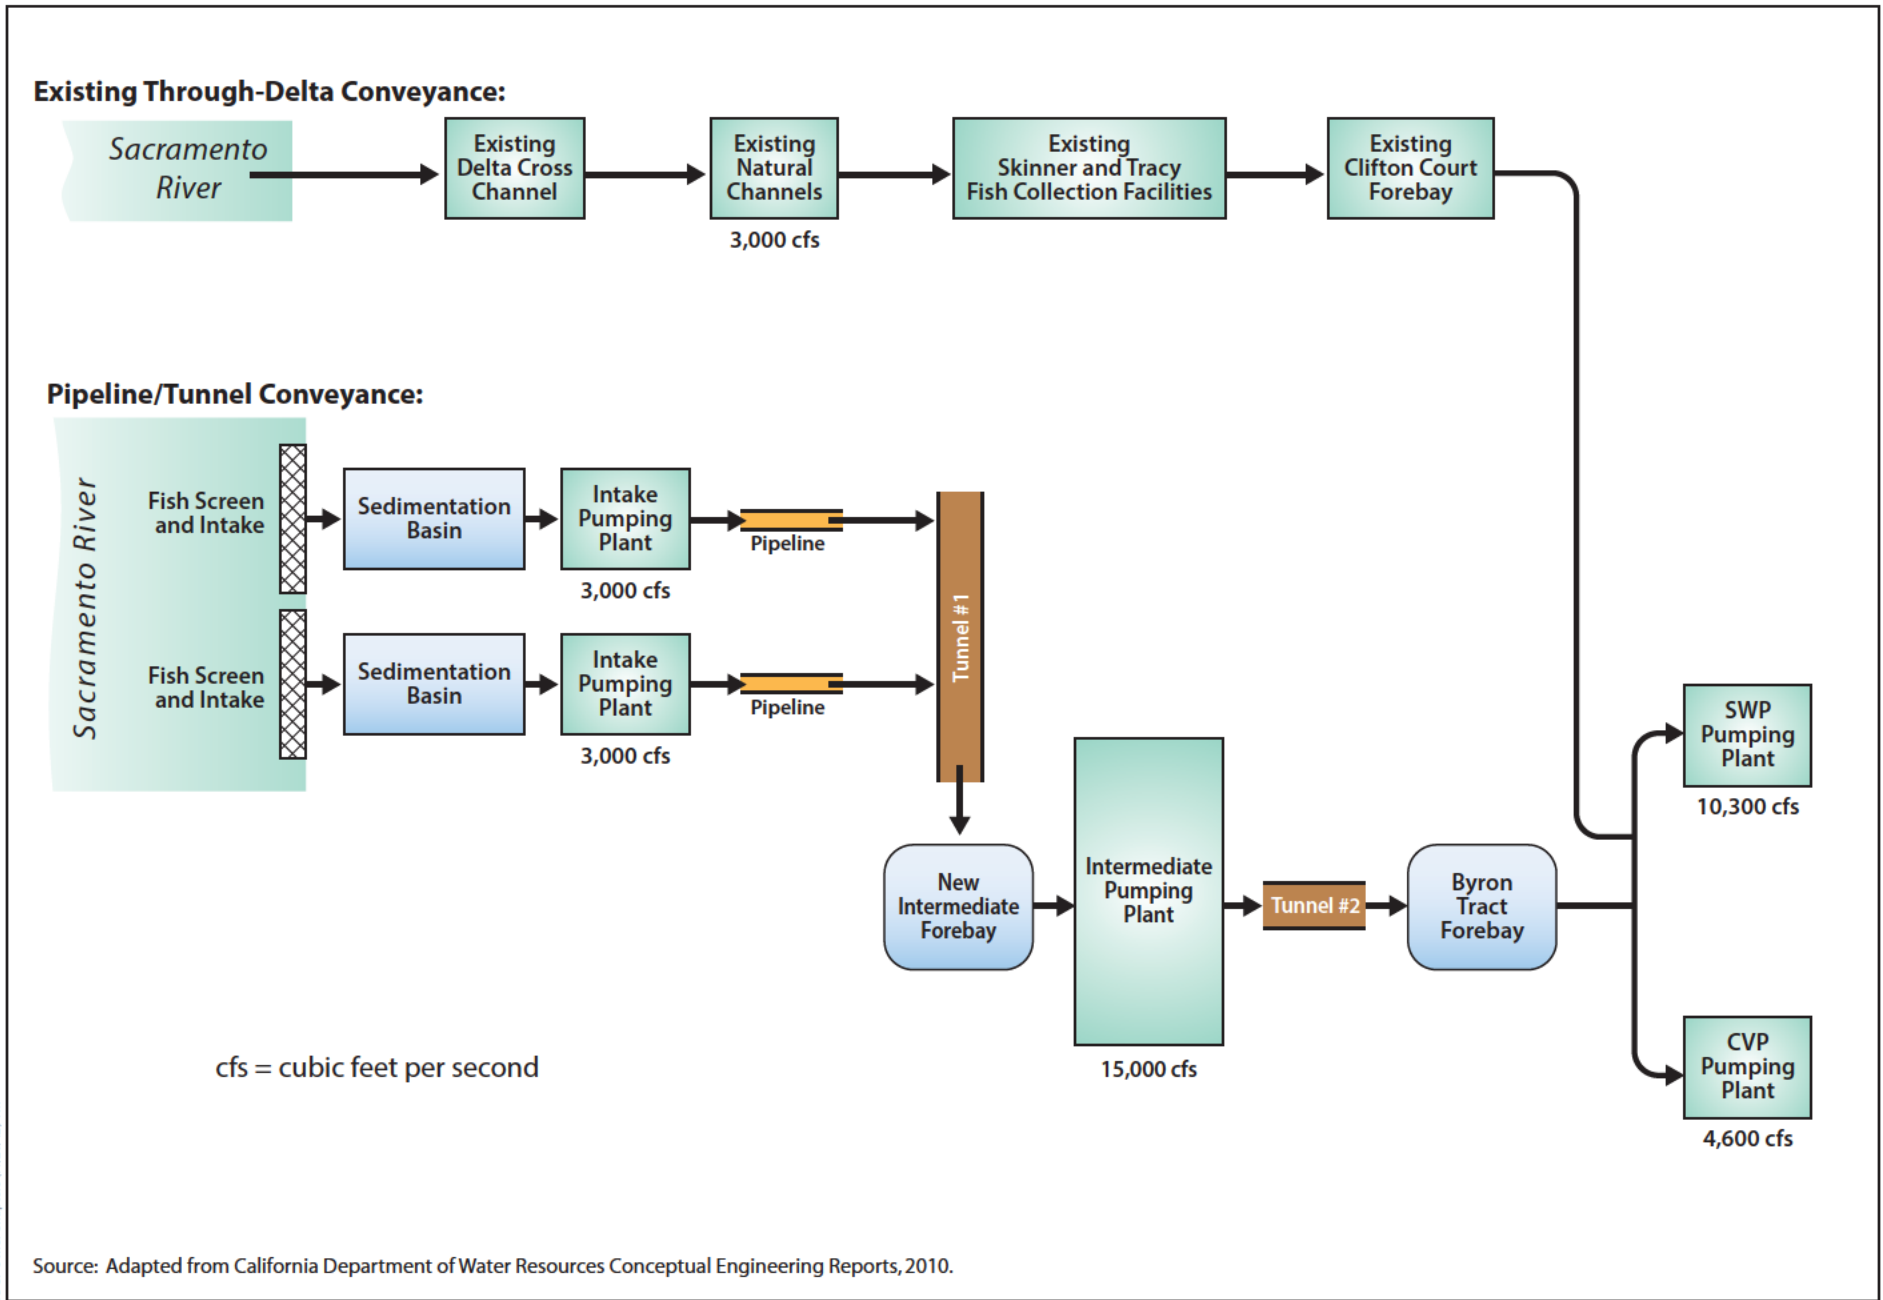 Existing Through-Delta Conveyance:
Sacramento
River
Existing
Delta Cross
Channel
Existing
Natural
Channels
3,000 cfs
Existing
Skinner and Tracy
Fish Collection Facilities
Existing
Clifton Court
Forebay
Pipeline/Tunnel Conveyance:
Sacramento River
Fish Screen
and Intake
Sedimentation
Basin
Intake
Pumping
Plant
3,000 cfs
Pipeline
Fish Screen
and Intake
Sedimentation
Basin
Intake
Pumping
Plant
3,000 cfs
Pipeline
Tunnel #1
New
Intermediate
Forebay
Intermediate
Pumping
Plant
15,000 cfs
Tunnel #2
Byron
Tract
Forebay
SWP
Pumping
Plant
10,300 cfs
CVP
Pumping
Plant
4,600 cfs
cfs = cubic feet per second
Source: Adapted from California Department of Water Resources Conceptual Engineering Reports, 2010.